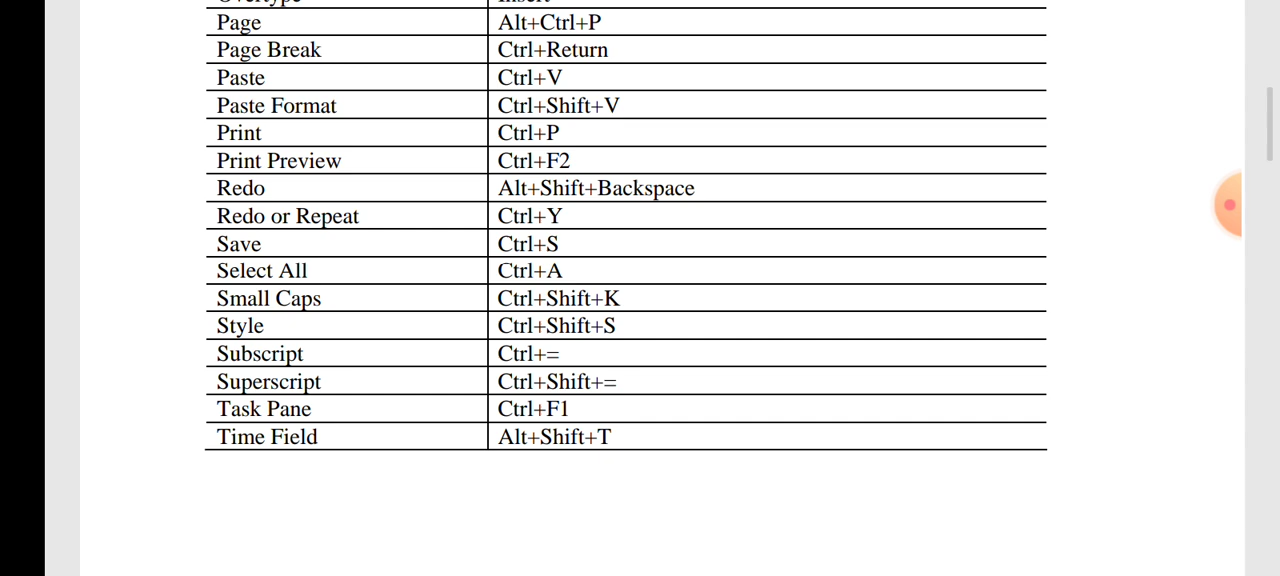 Overtype Insert
Page Alt+Ctrl+P
Page Break Ctrl+Return
Paste Ctrl+V
Paste Format Ctrl+Shift+V
Print Ctrl+P
Print Preview Ctrl+F2
Redo Alt+Shift+Backspace
Redo or Repeat Ctrl+Y
Save Ctrl+S
Select All Ctrl+A
Small Caps Ctrl+Shift+K
Style Ctrl+Shift+S
Subscript Ctrl+=
Superscript Ctrl+Shift+=
Task Pane Ctrl+F1
Time Field Alt+Shift+T